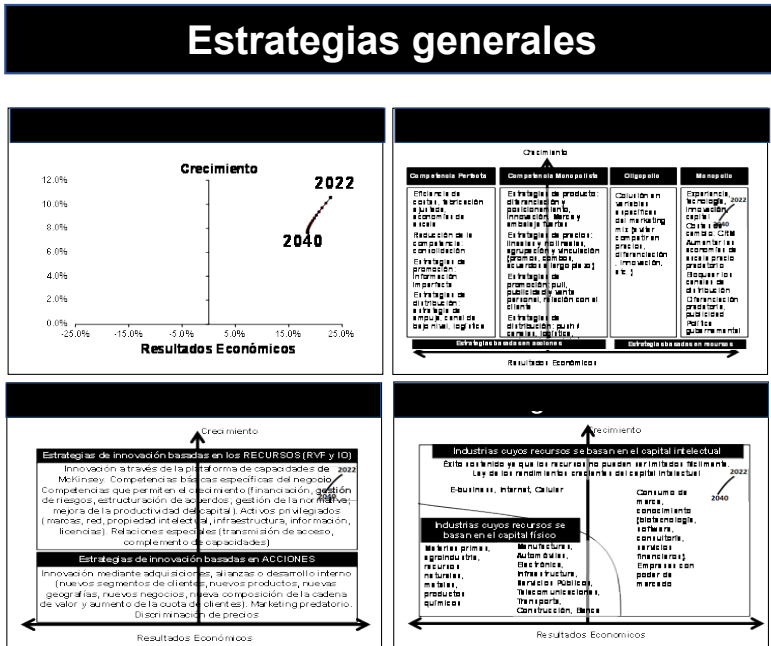 Estrategias generales
Crecimiento
12.0%
10.0%
8.0%
6.0%
4.0%
2.0%
0.0%
-25.0%
-15.0%
-5.0%
5.0%
15.0%
25.0%
2022
2040
Resultados Económicos
Crecimiento
Competencia Perfecta
Eficiencia de
costes, fabricación
ajustada,
economías de
escala
Reducción de la
competencia:
consolidación
Estrategias de
promoción:
información
imperfecta
Estrategias de
distribución:
estrategia de
empuje, canal de
bajo nivel, logística
Competencia Monopolista
Estrategias de producto:
diferenciación y
posicionamiento,
innovación. Marca y
embalaje fuertes
Estrategias de precios:
lineales y no lineales,
agrupación y vinculación
(promos, combos,
acuerdos a largo plazo)
Estrategias de
promoción: pull,
publicidad y venta
personal, relación con el
cliente
Estrategias de
distribución: push e
canales, logística,
Oligopolio
Colusión en
variables
específicas
del marketing
mix (evitar
competir en
precios,
diferenciación
, innovación,
etc.)
Monopolio
Experiencia,
tecnología,
innovación,
capital
Costes de
cambio: CRM
Aumentar las
economías de
escala precio
predatorio
Bloquear los
canales de
distribución
Diferenciación
predatoria,
publicidad
Política
gubernamental
2022
2040
Estrategias basadas en acciones
Estrategias basadas en recursos
Resultados Económicos
Crecimiento
Estrategias de innovación basadas en los RECURSOS (RVF y IO)
Innovación a través de la plataforma de capacidades de
McKinsey. Competencias básicas específicas del negocio.
Competencias que permiten el crecimiento (financiación, gestión
de riesgos, estructuración de acuerdos, gestión de la normativa,
mejora de la productividad del capital). Activos privilegiados
(marcas, red, propiedad intelectual, infraestructura, información,
licencias). Relaciones especiales (transmisión de acceso,
complemento de capacidades)
2022
2040
Estrategias de innovación basadas en ACCIONES
Innovación mediante adquisiciones, alianzas o desarrollo interno
(nuevos segmentos de clientes, nuevos productos, nuevas
geografías, nuevos negocios, nueva composición de la cadena
de valor y aumento de la cuota de clientes). Marketing predatorio.
Discriminación de precios
Resultados Económicos
Crecimiento
Industrias cuyos recursos se basan en el capital intelectual
Éxito sostenido ya que los recursos no pueden ser imitados fácilmente.
Ley de los rendimientos crecientes del capital intelectual
2022
2040
E-business, Internet, Celular
Consumo de
marca,
conocimiento
(biotecnología,
software,
consultoría,
servicios
financieros),
Empresas con
poder de
mercado
Industrias cuyos recursos se
basan en el capital físico
Materias primas,
agroindustria,
recursos
naturales,
metales,
productos
químicos
Manufacturas,
Automóviles,
Electrónica,
Infraestructura,
Servicios Públicos,
Telecomunicaciones,
Transporte,
Construcción, Banca
Resultados Economicos